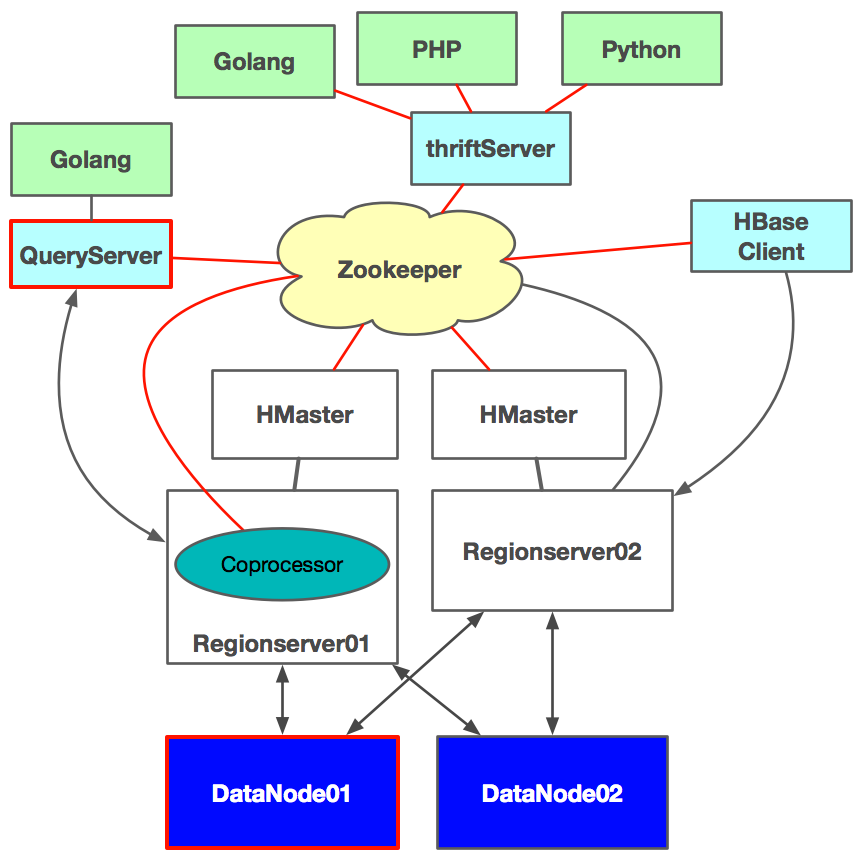 Golang
PHP
Python
thriftServer
Golang
QueryServer
HBase
Client
Zookeeper
HMaster
HMaster
Coprocessor
Regionserver01
Regionserver02
DataNode01
DataNode02